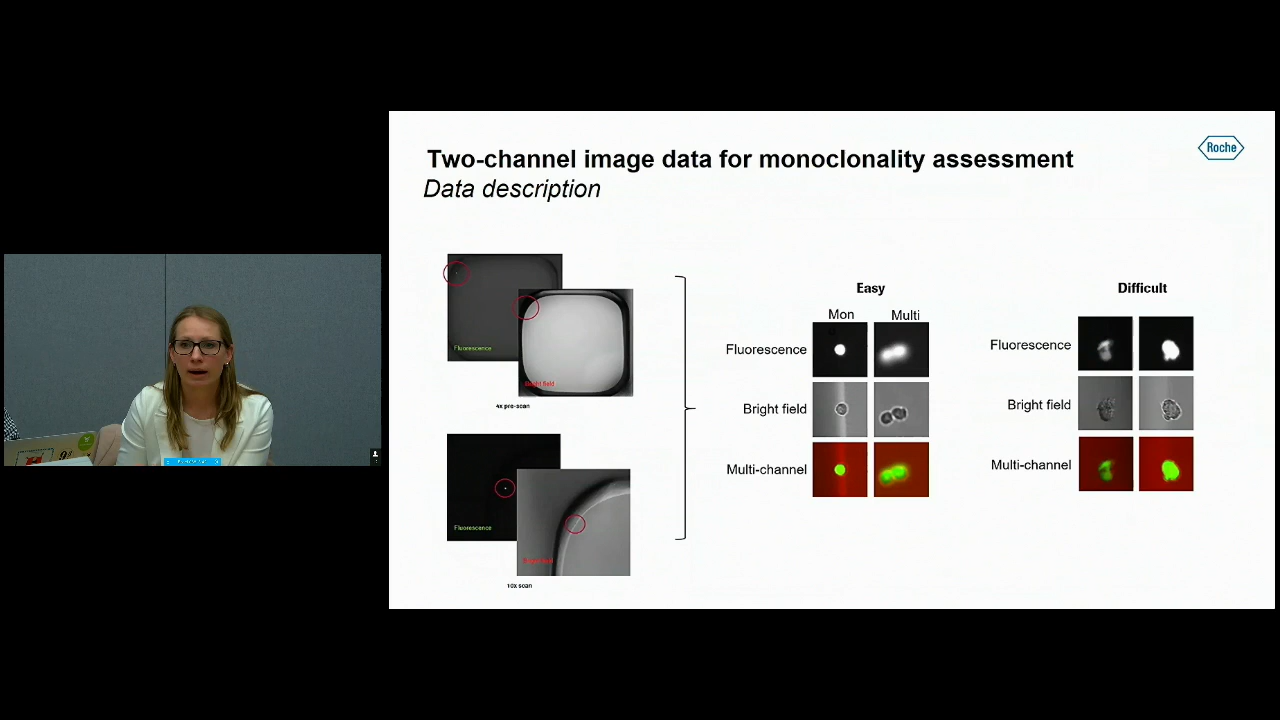 Two-channel image data for monoclonality assessment
Data description
Roche
Fluorescence
Bright field
4x pre-scan
Fluorescence
10x scan
Easy
Mon
Multi
Fluorescence
Bright field
Multi-channel
Difficult
Fluorescence
Bright field
Multi-channel